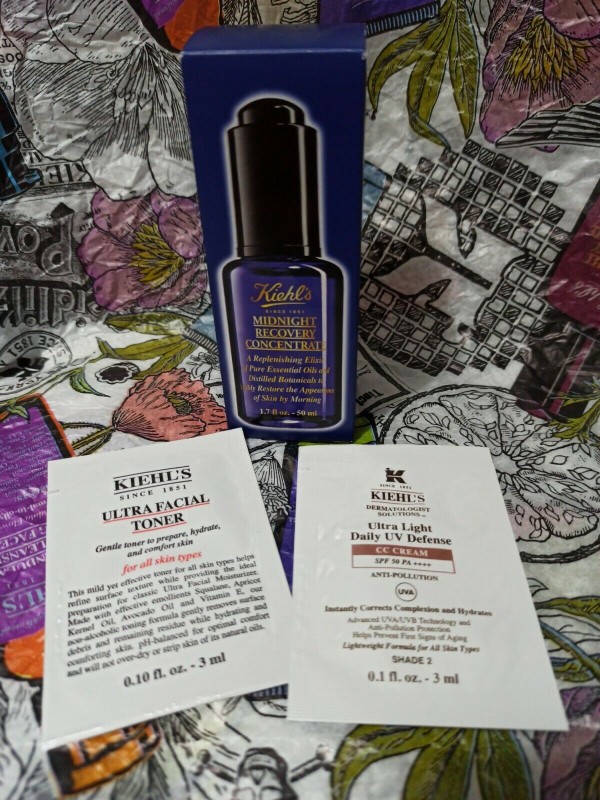 Kiehl's
SINCE 1851
MIDNIGHT
RECOVERY
CONCENTRATE
A Replenishing Elixir
Pure Essential Oils and
Distilled Botanicals to
Restore the Appearance
of Skin by Morning
1.7 fl oz. - 50 ml
KIEHL'S
SINCE 1851
ULTRA FACIAL
TONER
Gentle toner to prepare, hydrate,
and comfort skin
for all skin types
This mild yet effective toner for all skin types helps
refine surface texture while providing the ideal
preparation for classic Ultra Facial Moisturizer.
Made with effective emollients Squalane, Apricot
Kernel Oil, Avocado Oil and Vitamin E, our
non-alcoholic toning formula gently removes surface
debris and remaining residue while hydrating and
comforting skin. pH-balanced for optimal comfort
and will not over-dry or strip skin of its natural oils.
0.10 fl. oz. - 3 ml
K
SINCE 1851
KIEHL'S
DERMATOLOGIST
SOLUTIONS™
Ultra Light
Daily UV Defense
CC CREAM
SPF 50 PA ++++
ANTI-POLLUTION
UVA
Instantly Corrects Complexion and Hydrates
Advanced UVA/UVB Technology and
Anti-Pollution Protection
Helps Prevent First Signs of Aging
Lightweight Formula for All Skin Types
SHADE 2
0.1 fl. oz. - 3 ml